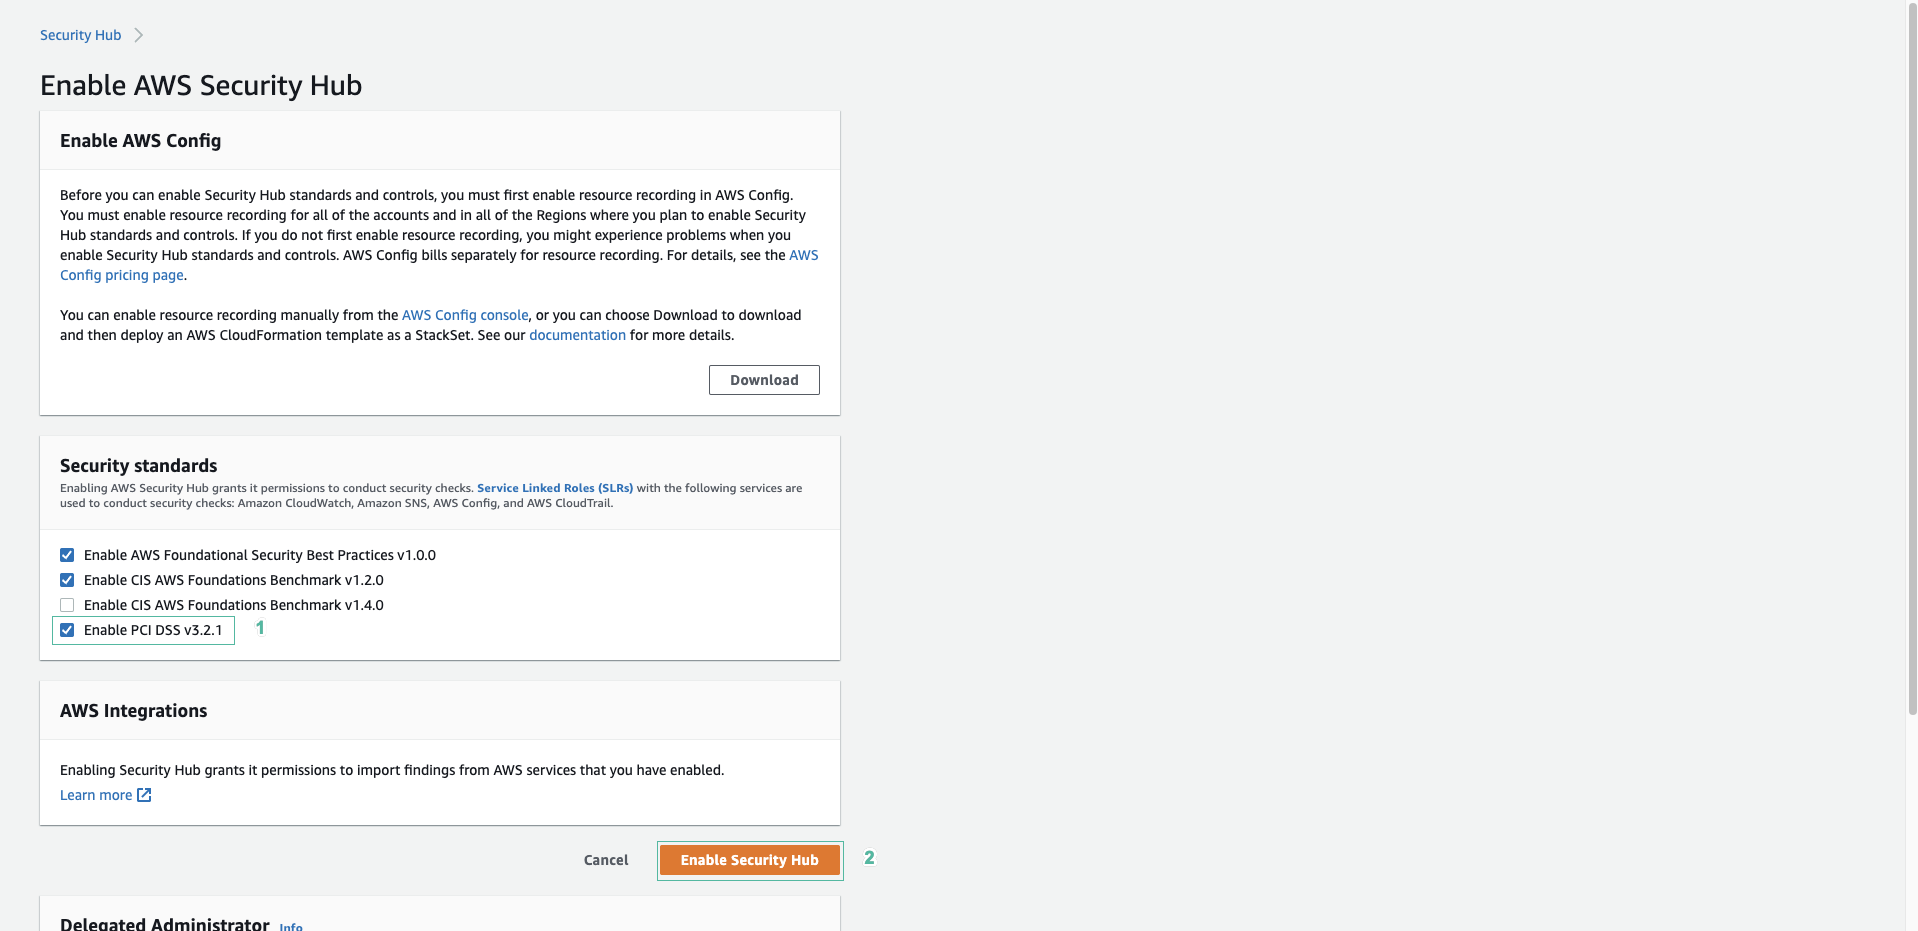 Security Hub
Enable AWS Security Hub
Enable AWS Config
Before you can enable Security Hub standards and controls, you must first enable resource recording in AWS Config.
You must enable resource recording for all of the accounts and in all of the Regions where you plan to enable Security
Hub standards and controls. If you do not first enable resource recording, you might experience problems when you
enable Security Hub standards and controls. AWS Config bills separately for resource recording. For details, see the AWS
Config pricing page.
You can enable resource recording manually from the AWS Config console, or you can choose Download to download
and then deploy an AWS CloudFormation template as a StackSet. See our documentation for more details.
Download
Security standards
Enabling AWS Security Hub grants it permissions to conduct security checks. Service Linked Roles (SLRs) with the following services are
used to conduct security checks: Amazon CloudWatch, Amazon SNS, AWS Config, and AWS CloudTrail.
Enable AWS Foundational Security Best Practices v1.0.0
Enable CIS AWS Foundations Benchmark v1.2.0
Enable CIS AWS Foundations Benchmark v1.4.0
Enable PCI DSS v3.2.1 1
AWS Integrations
Enabling Security Hub grants it permissions to import findings from AWS services that you have enabled.
Learn more
Cancel Enable Security Hub 2
Delegated Administrator Info